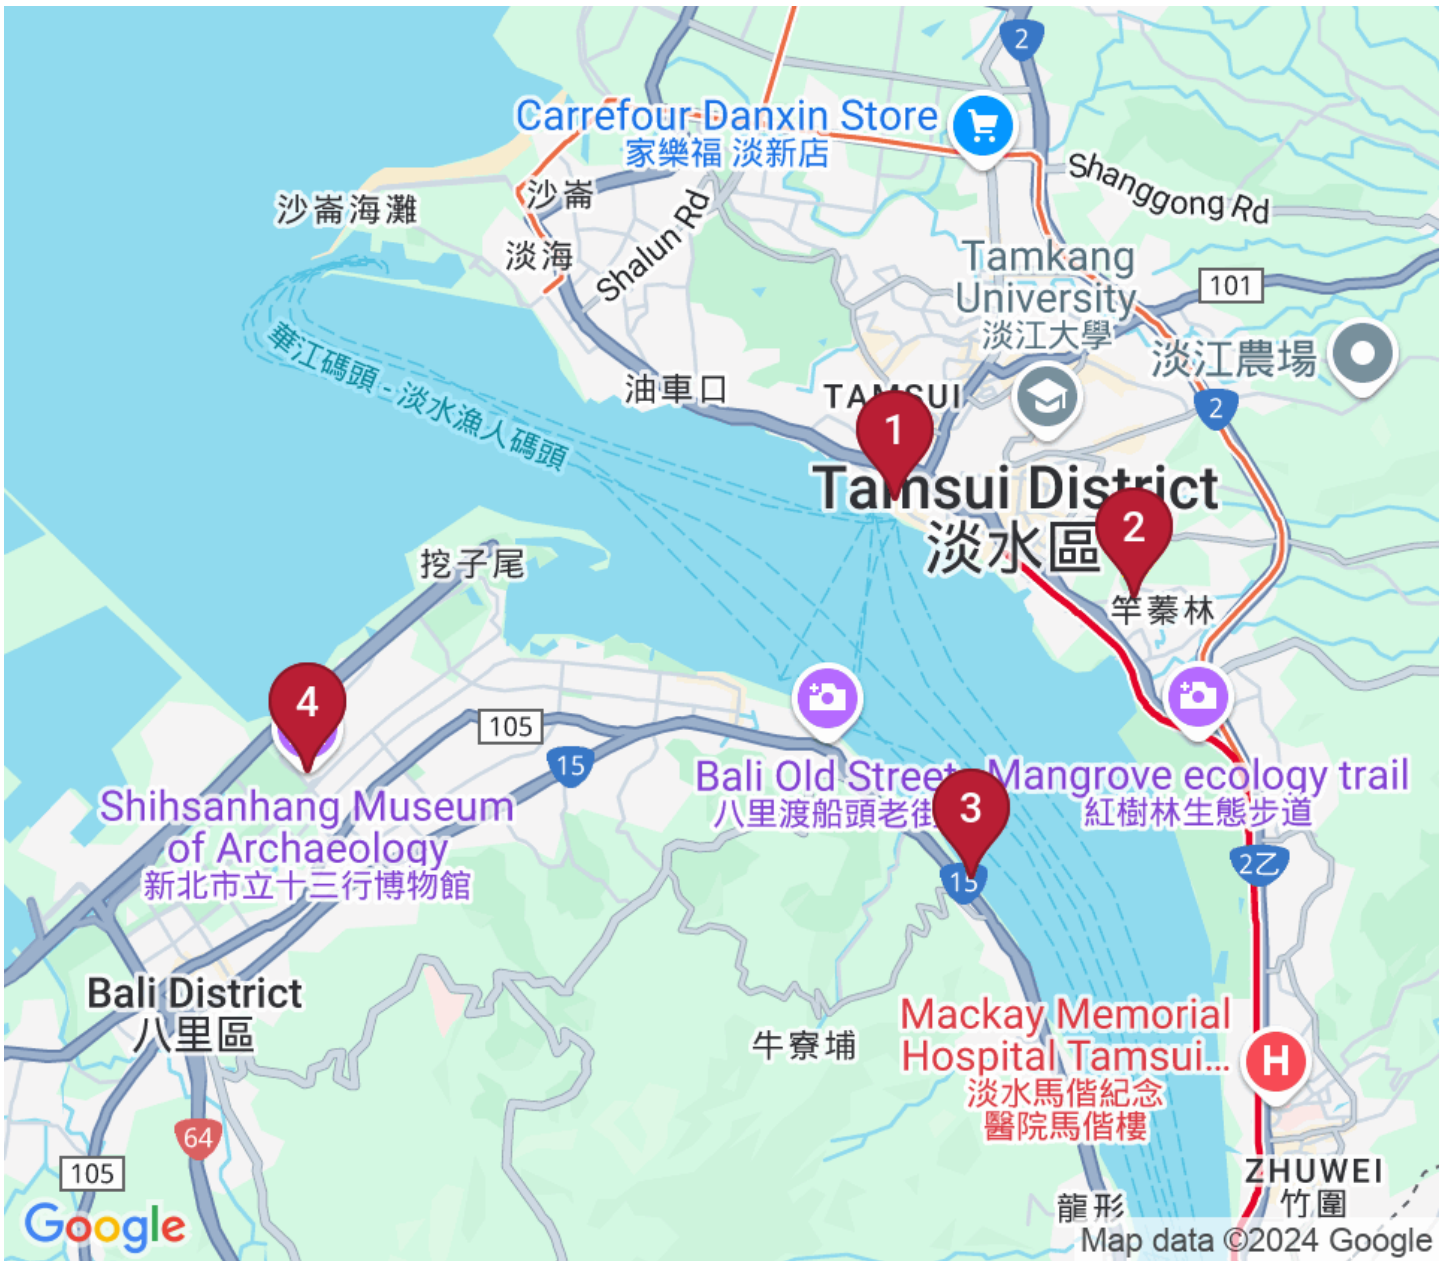 2
Carrefour Danxin Store
家樂福 淡新店
Shanggong Rd
沙崙海灘
沙崙
淡海
Shalun Rd
Tamkang
University
淡江大學
101
華江碼頭 - 淡水漁人碼頭
油車口
TAMSUI
淡江農場
2
1
Tamsui District
淡水區
2
竿蓁林
挖子尾
4
105
15
Shihsanhang Museum
of Archaeology
新北市立十三行博物館
Bali Old Street
八里渡船頭老街
3
15
Mangrove ecology trail
紅樹林生態步道
2乙
Bali District
八里區
牛寮埔
Mackay Memorial
Hospital Tamsui...
淡水馬偕紀念
醫院馬偕樓
H
64
105
ZHUWEI
竹圍
龍形
Google
Map data ©2024 Google